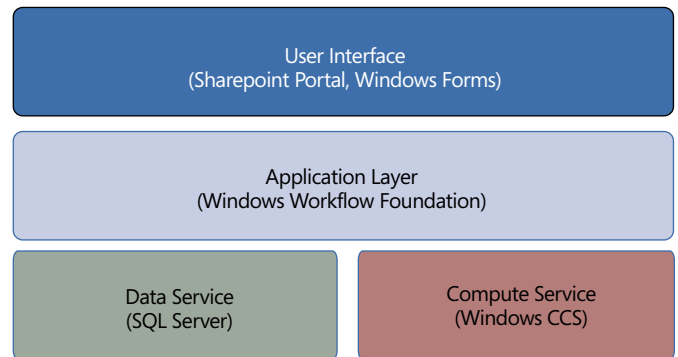 User Interface
(Sharepoint Portal, Windows Forms)
Application Layer
(Windows Workflow Foundation)
Data Service
(SQL Server)
Compute Service
(Windows CCS)